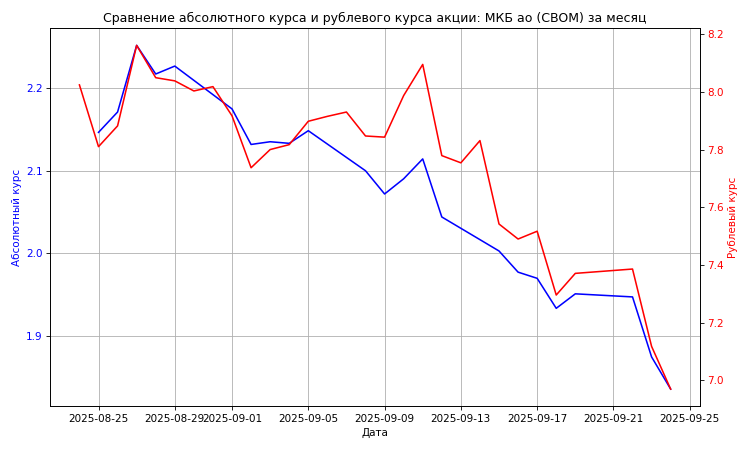 Сравнение абсолютного курса и рублевого курса акции: МКБ ао (CBOM) за месяц
8.2
2.2
8.0
2.1
7.8
Абсолютный курс
Рублевый курс
7.6
2.0
7.4
1.9
7.2
7.0
2025-08-25 2025-08-29 2025-09-01 2025-09-05 2025-09-09 2025-09-13 2025-09-17 2025-09-21 2025-09-25
Дата